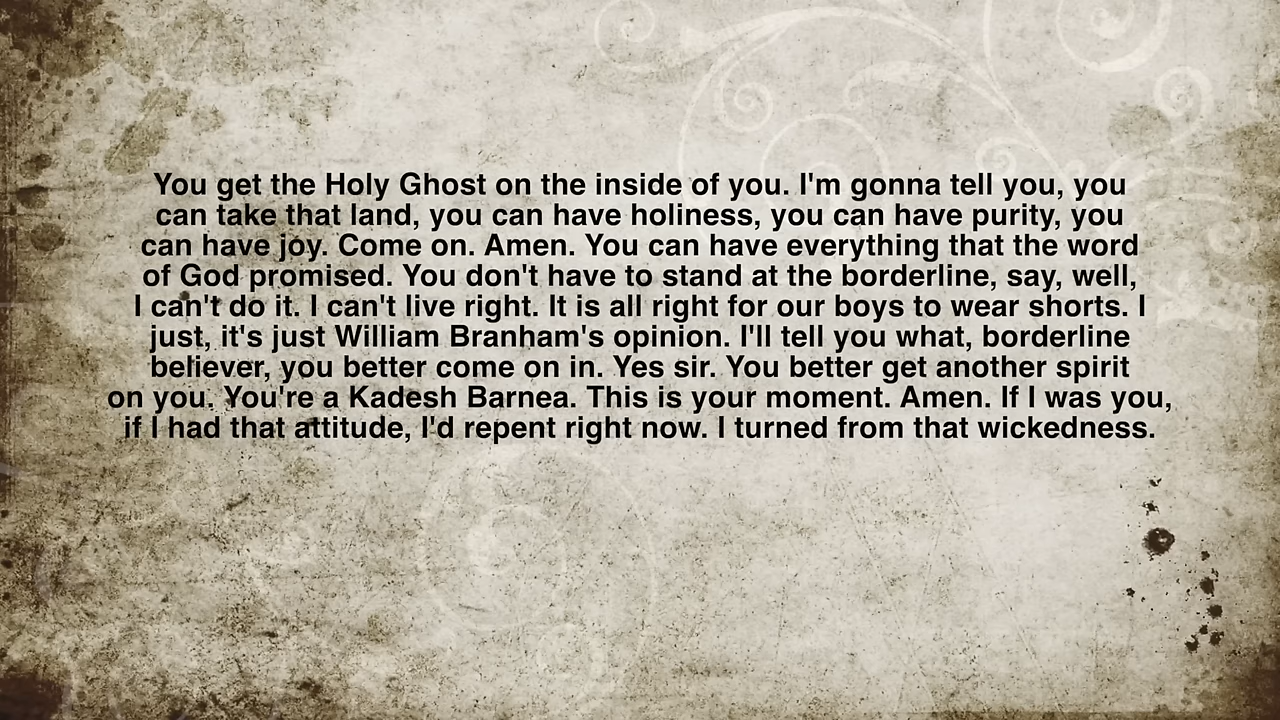 You get the Holy Ghost on the inside of you. I'm gonna tell you, you
can take that land, you can have holiness, you can have purity, you
can have joy. Come on. Amen. You can have everything that the word
of God promised. You don't have to stand at the borderline, say, well,
I can't do it. I can't live right. It is all right for our boys to wear shorts. I
just, it's just William Branham's opinion. I'll tell you what, borderline
believer, you better come on in. Yes sir. You better get another spirit
on you. You're a Kadesh Barnea. This is your moment. Amen. If I was you,
if I had that attitude, I'd repent right now. I turned from that wickedness.